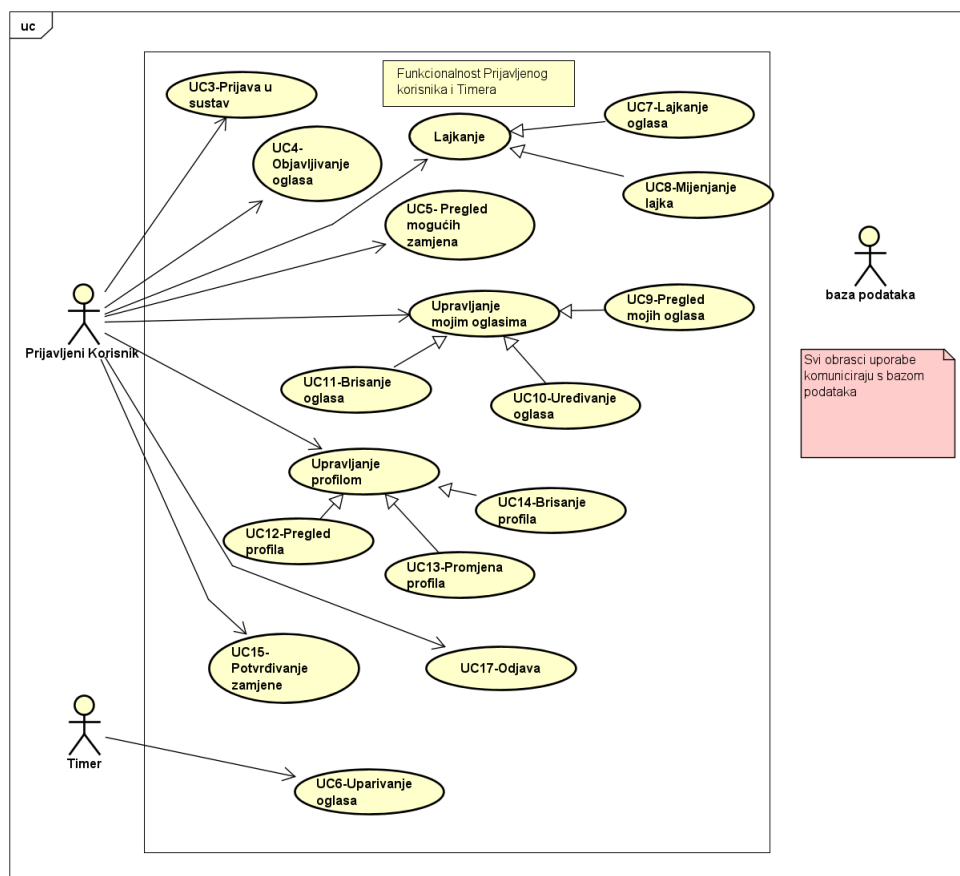 uc
Funkcionalnost Prijavljenog
korisnika i Timera
UC3-Prijava u
sustav
UC7-Lajkanje
oglasa
Lajkanje
UC4-
Objavljivanje
oglasa
UC8-Mijenjanje
lajka
UC5- Pregled
mogućih
zamjena
baza podataka
UC9-Pregled
mojih oglasa
Upravljanje
mojim oglasima
Prijavljeni Korisnik
Svi obrasci uporabe
komuniciraju s bazom
podataka
UC11-Brisanje
oglasa
UC10-Uređivanje
oglasa
Upravljanje
profilom
UC14-Brisanje
profila
UC12-Pregled
profila
UC13-Promjena
profila
UC15-
Potvrđivanje
zamjene
UC17-Odjava
Timer
UC6-Uparivanje
oglasa